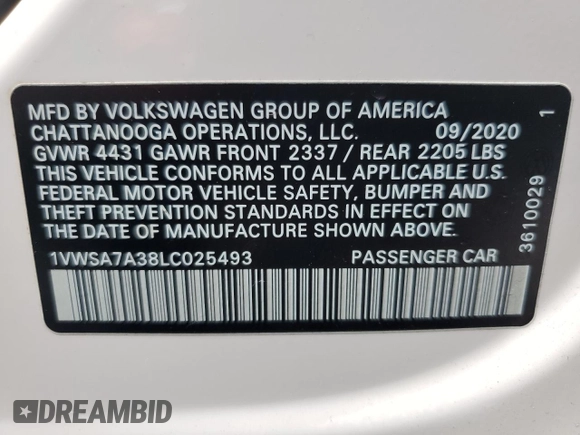 MFD BY VOLKSWAGEN GROUP OF AMERICA
CHATTANOOGA OPERATIONS, LLC. 09/2020
GVWR 4431 GAWR FRONT 2337 / REAR 2205 LBS
THIS VEHICLE CONFORMS TO ALL APPLICABLE U.S.
FEDERAL MOTOR VEHICLE SAFETY, BUMPER AND
THEFT PREVENTION STANDARDS IN EFFECT ON
THE DATE OF MANUFACTURE SHOWN ABOVE.
1VWSA7A38LC025493 PASSENGER CAR
3610029 1
DREAMBID